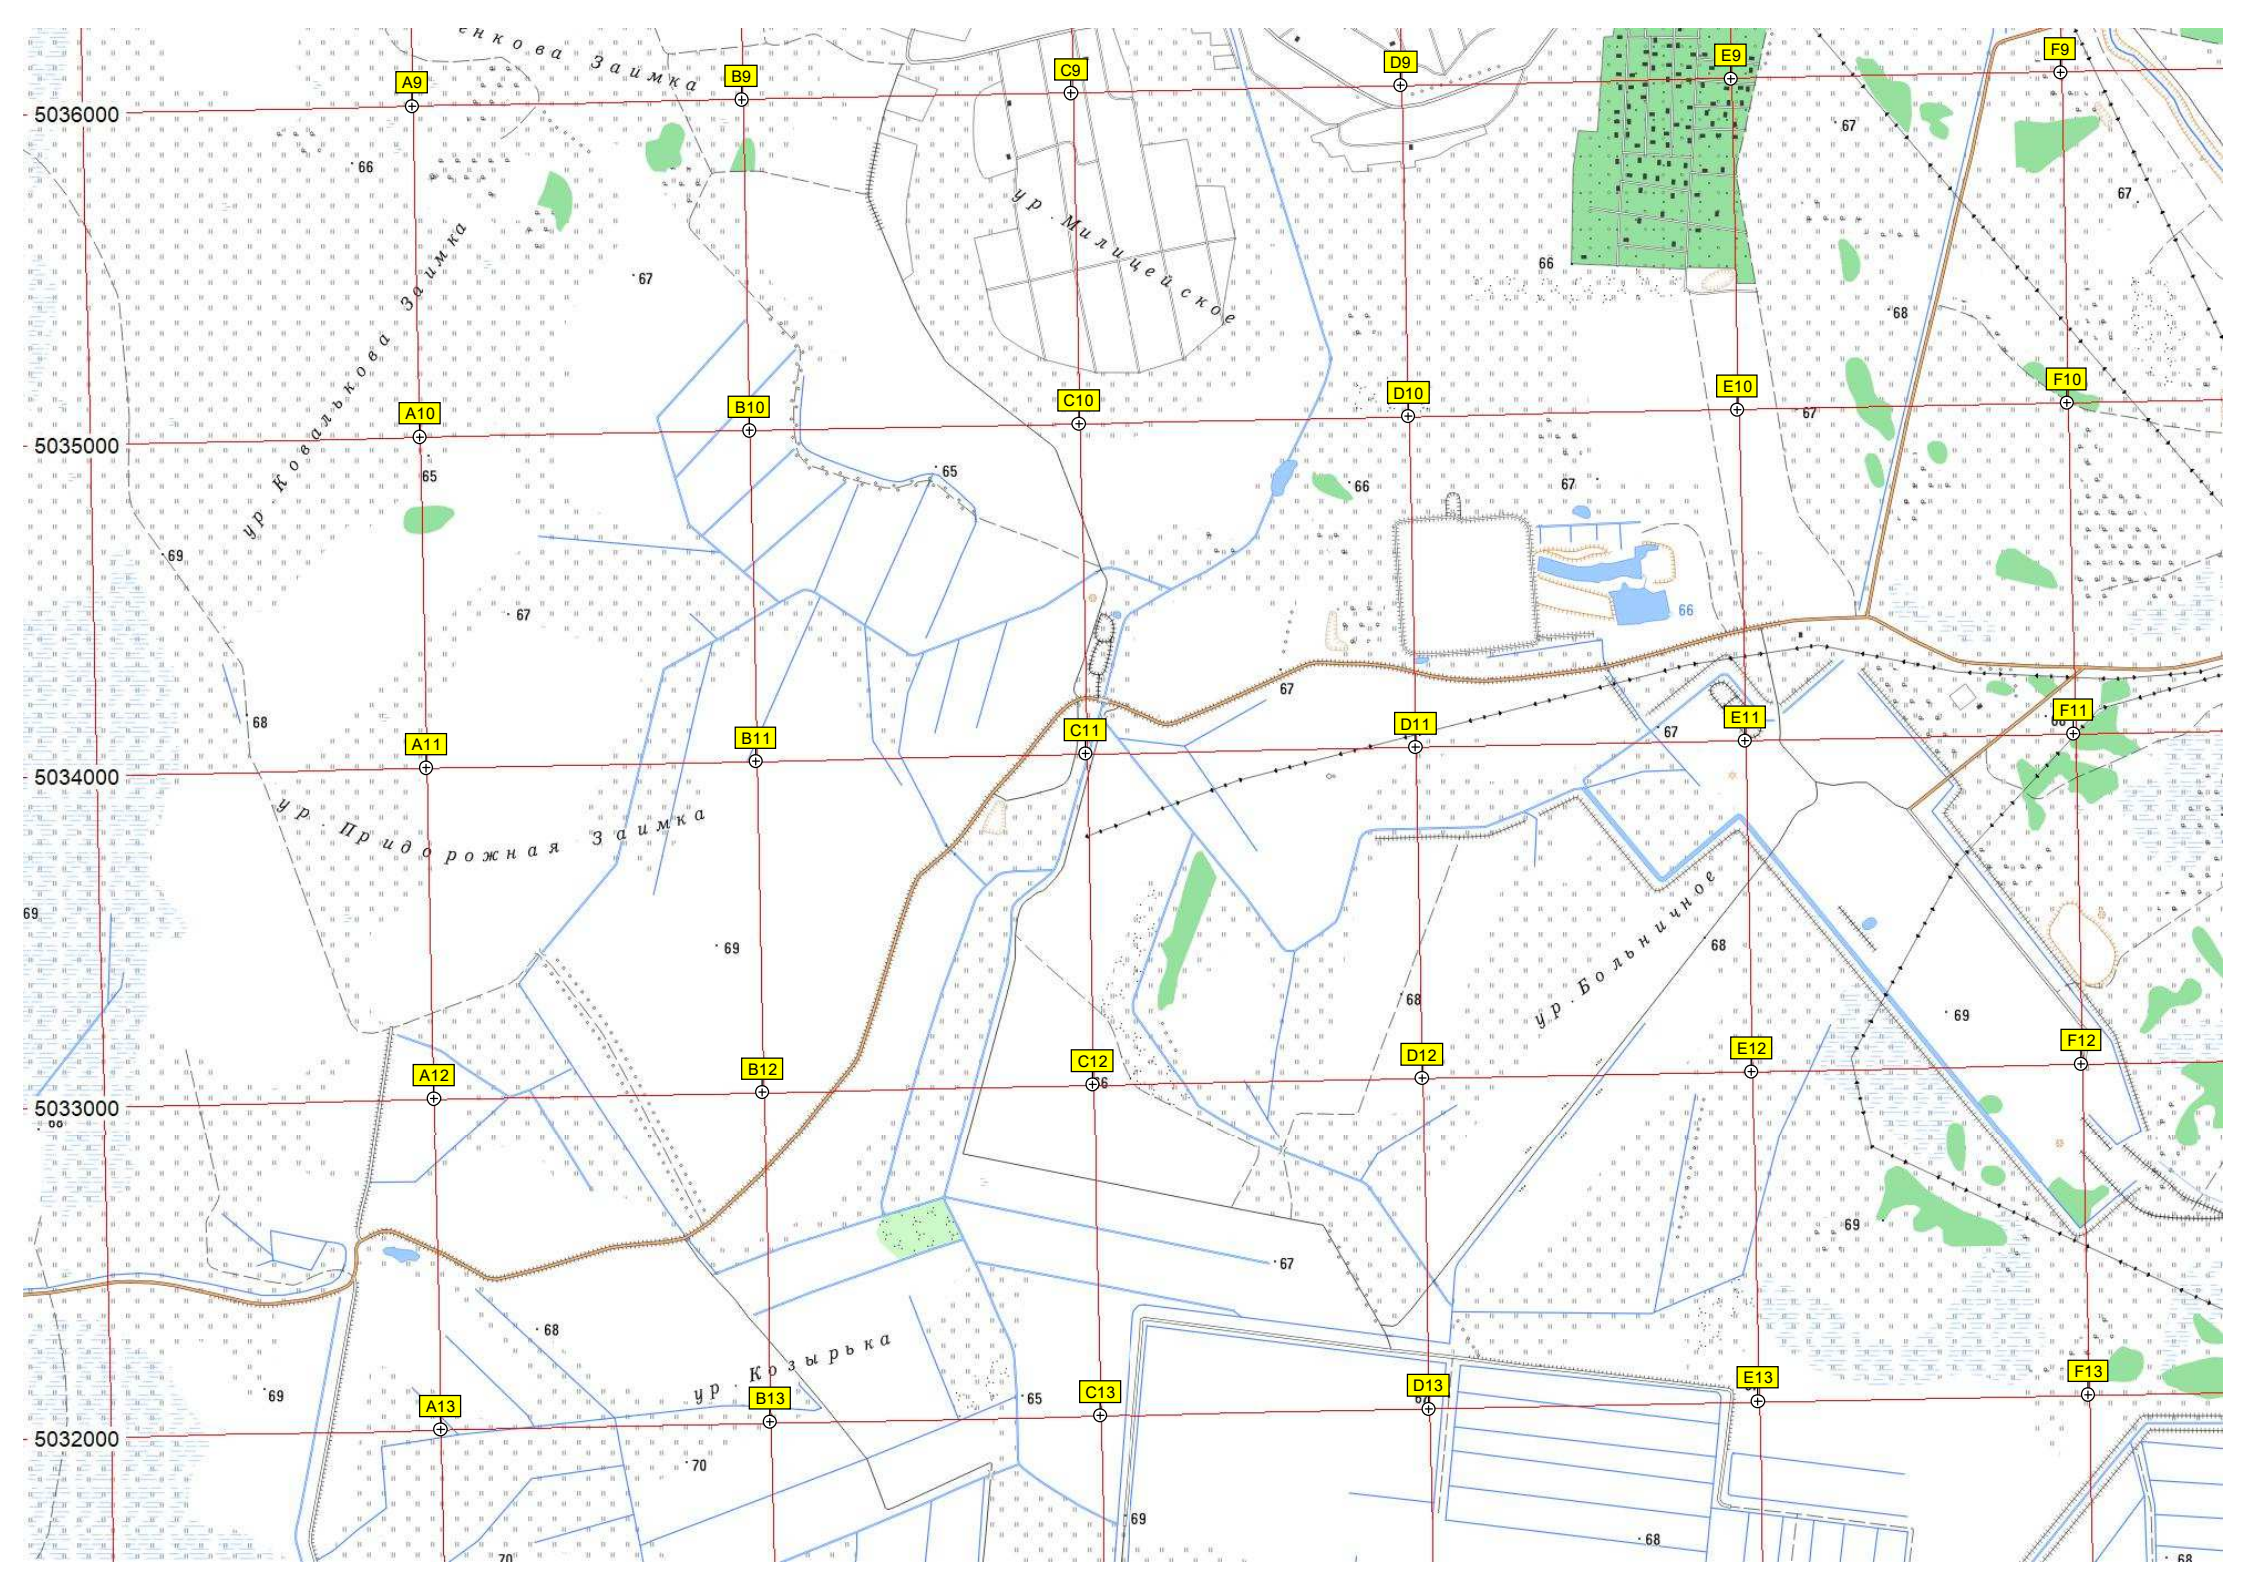 енкова Заимка
A9
B9
C9
D9
E9
F9
5036000
66
67
67
ур. Милицейское
ур. Ковалькова Заимка
67
66
68
A10
B10
C10
D10
E10
F10
67
5035000
65
65
66
67
69
67
66
68
67
67
A11
B11
C11
D11
E11
F11
5034000
ур. Придорожная Заимка
69
69
68
ур. Больничное
68
69
A12
B12
C12
D12
E12
F12
5033000
69
67
68
ур. Козырька
69
65
A13
B13
C13
D13
E13
F13
5032000
70
69
68
70
68